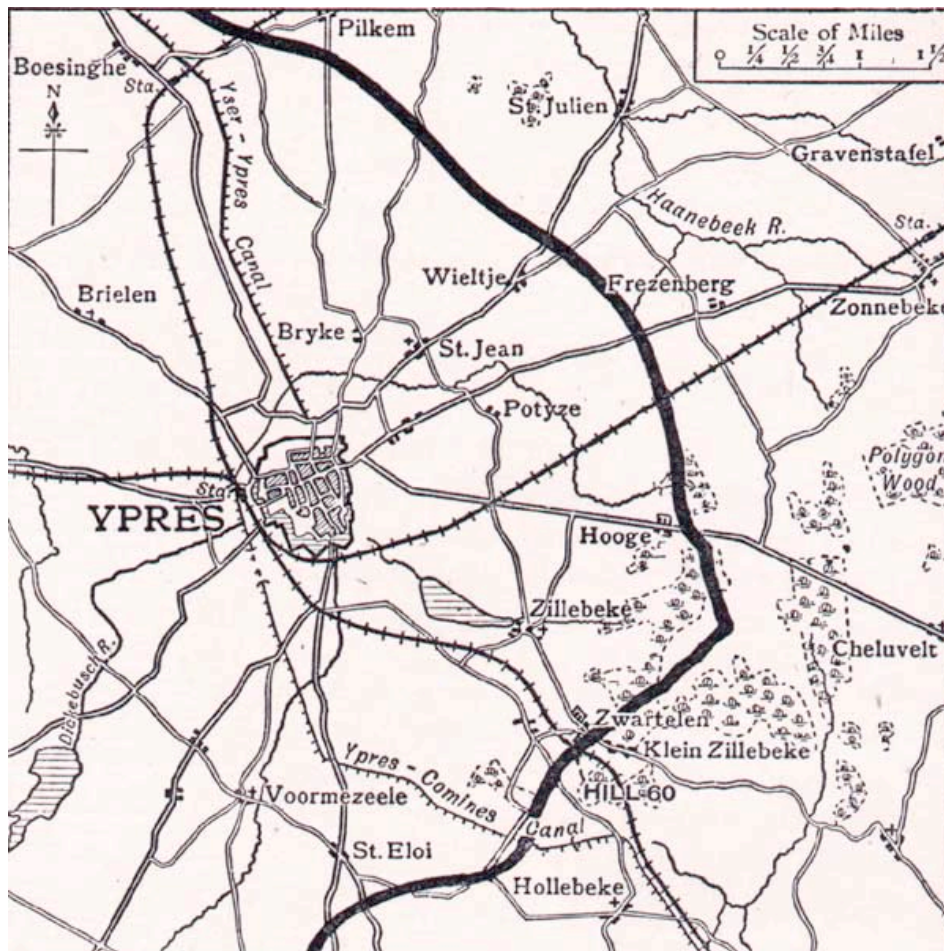 Pilkem
Scale of Miles
0 1/4 1/2 3/4 1 1 1/2
Boesinghe
Sta.
N
Yser - Ypres
Canal
St. Julien
Gravenstafel
Haanebeek R.
Sta.
Wieltje
Frezenberg
Zonnebeke
Brielen
Bryke
St. Jean
Potyze
Polygon
Wood
Sta.
YPRES
Hooge
Zillebeke
Cheluvelt
Dickebusch R.
Zwartelen
Klein Zillebeke
Ypres - Comines
Canal
HILL 60
Voormezeele
St. Eloi
Hollebeke